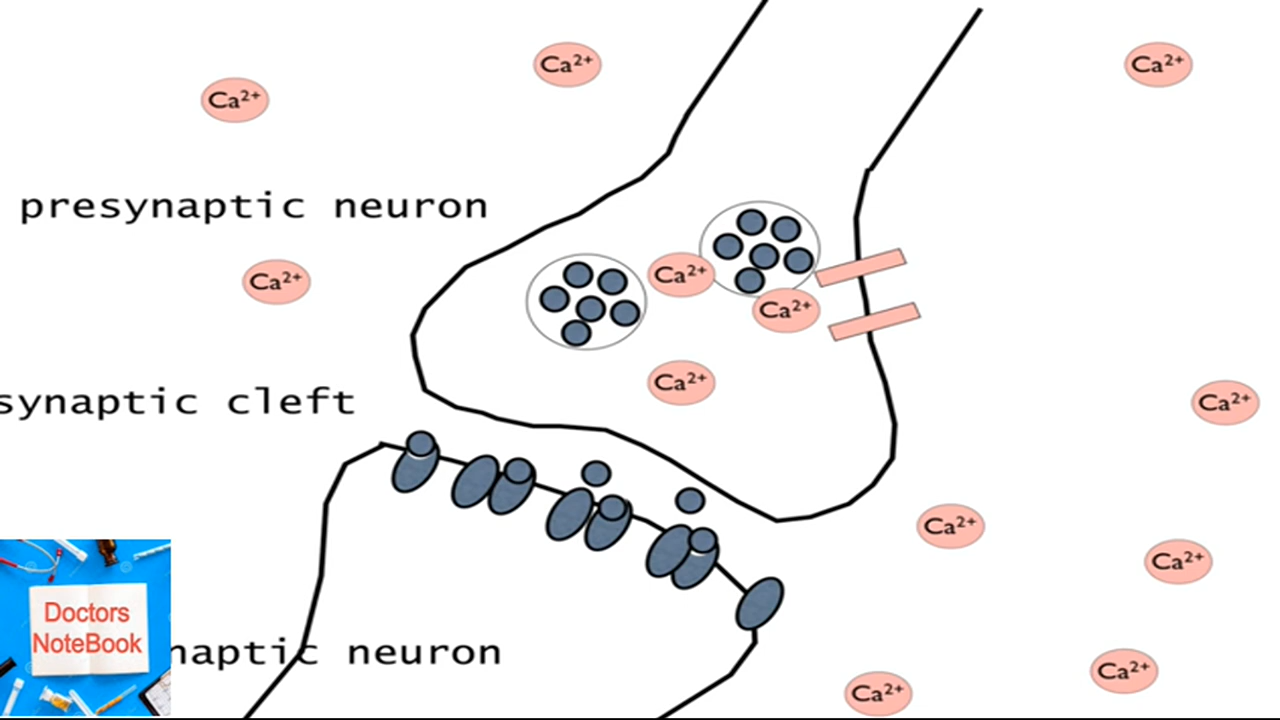 Ca²⁺
Ca²⁺
Ca²⁺
presynaptic neuron
Ca²⁺
Ca²⁺
Ca²⁺
Ca²⁺
synaptic cleft
Ca²⁺
Ca²⁺
Ca²⁺
Doctors
NoteBook
naptic neuron
Ca²⁺
Ca²⁺